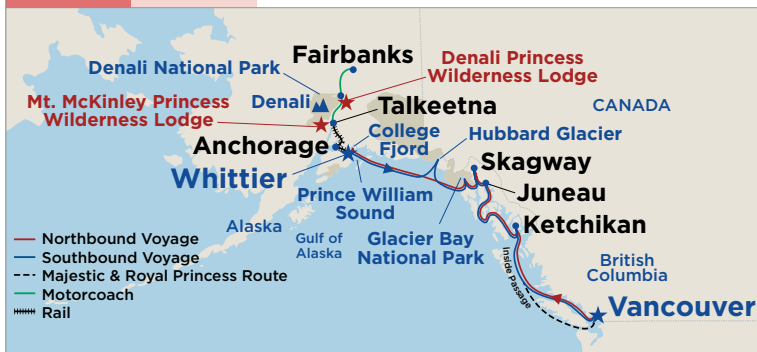 Fairbanks
Denali National Park
Denali Princess
Wilderness Lodge
Denali
Mt. McKinley Princess
Wilderness Lodge
Talkeetna
CANADA
College
Fjord
Hubbard Glacier
Anchorage
Skagway
Whittier
Juneau
Prince William
Sound
Ketchikan
Alaska
Gulf of
Alaska
Glacier Bay
National Park
Inside Passage
British
Columbia
Vancouver
Northbound Voyage
Southbound Voyage
Majestic & Royal Princess Route
Motorcoach
Rail